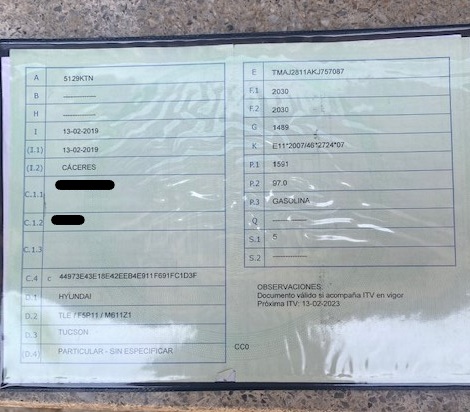 A 5129KTN
B -------------
H -------------
I 13-02-2019
(I.1) 13-02-2019
(I.2) CÁCERES
C.1.1
C.1.2
C.1.3
C.4 c 44973E43E18E42EEB4E911F691FC1D3F
D.1 HYUNDAI
D.2 TLE / F5P11 / M611Z1
D.3 TUCSON
(D.4) PARTICULAR - SIN ESPECIFICAR
E TMAJ2811AKJ757087
F.1 2030
F.2 2030
G 1489
K E11*2007/46*2724*07
P.1 1591
P.2 97.0
P.3 GASOLINA
Q -------------
S.1 5
S.2 -------------
OBSERVACIONES:
Documento válido si acompaña ITV en vigor
Próxima ITV: 13-02-2023
CC0